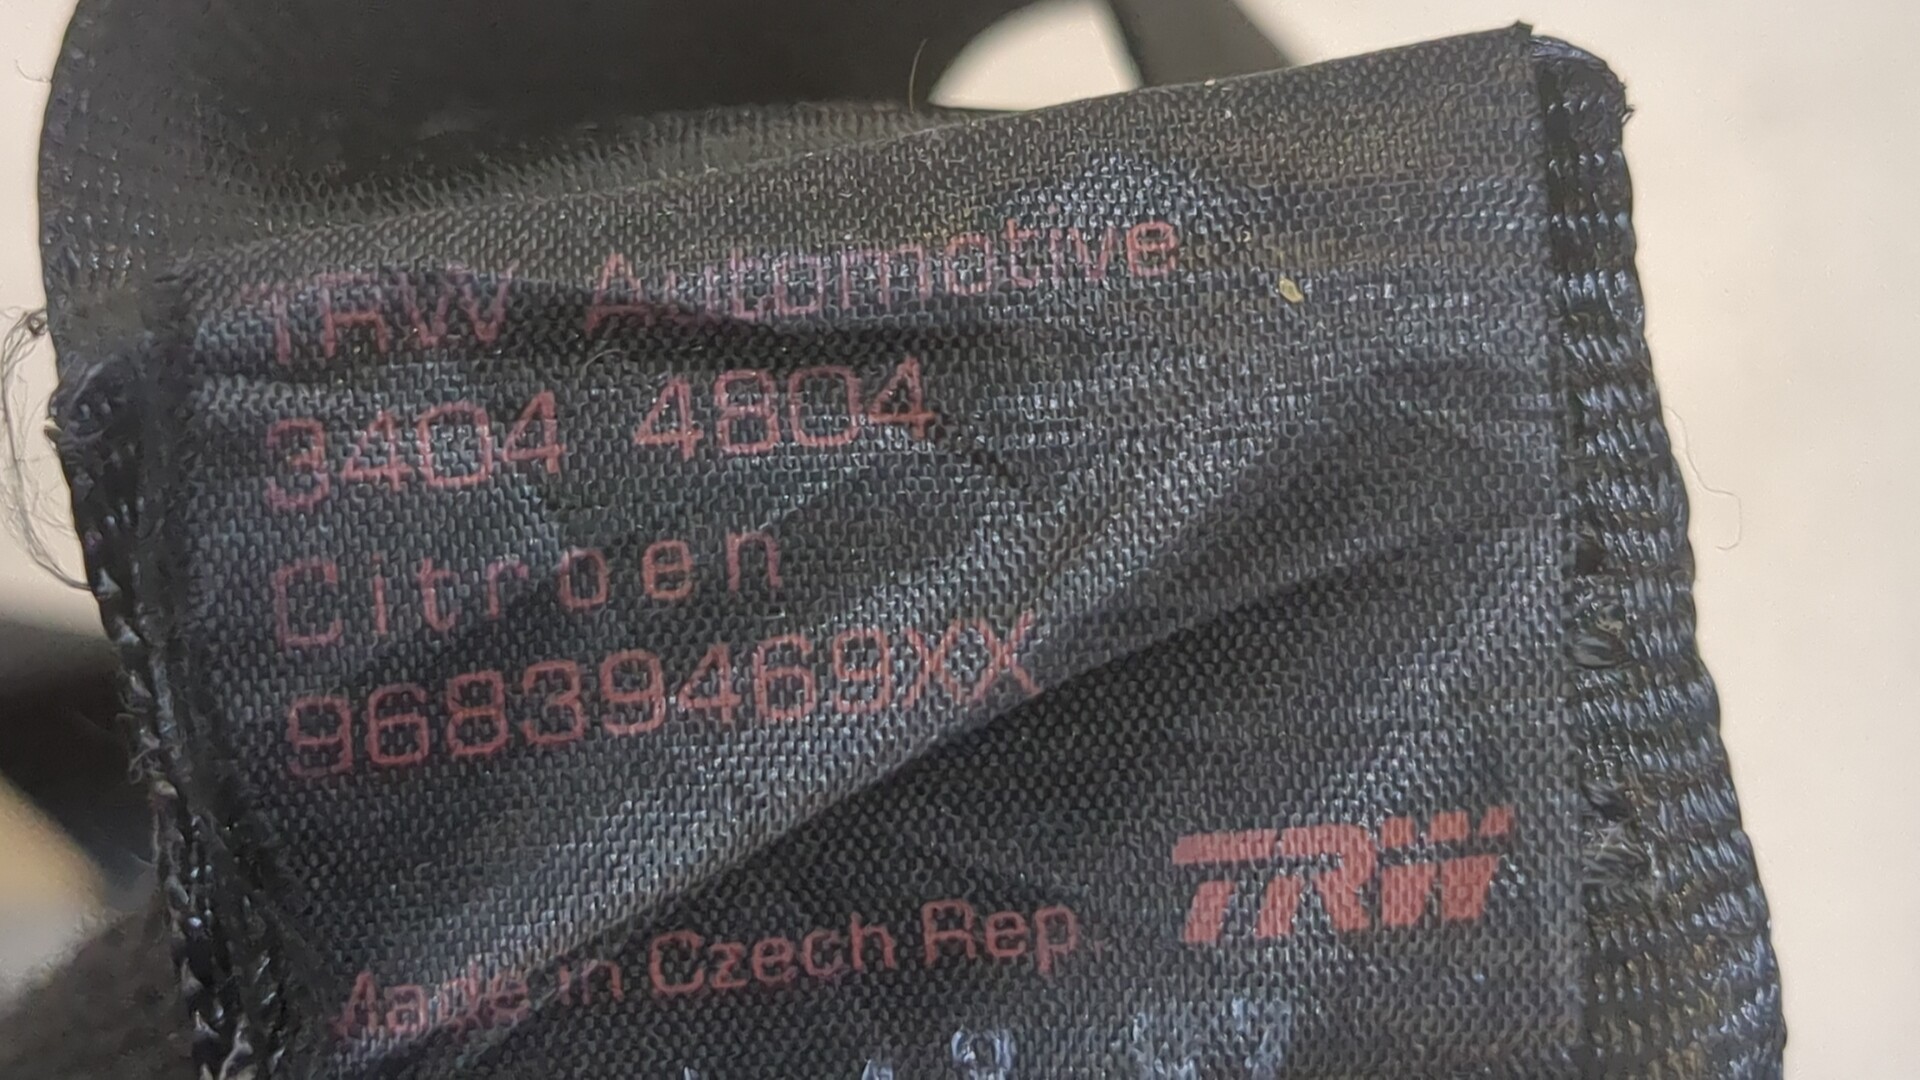 TRW Automotive
3404 4804
Citroen
96839469XX
Made in Czech Rep.
TRW